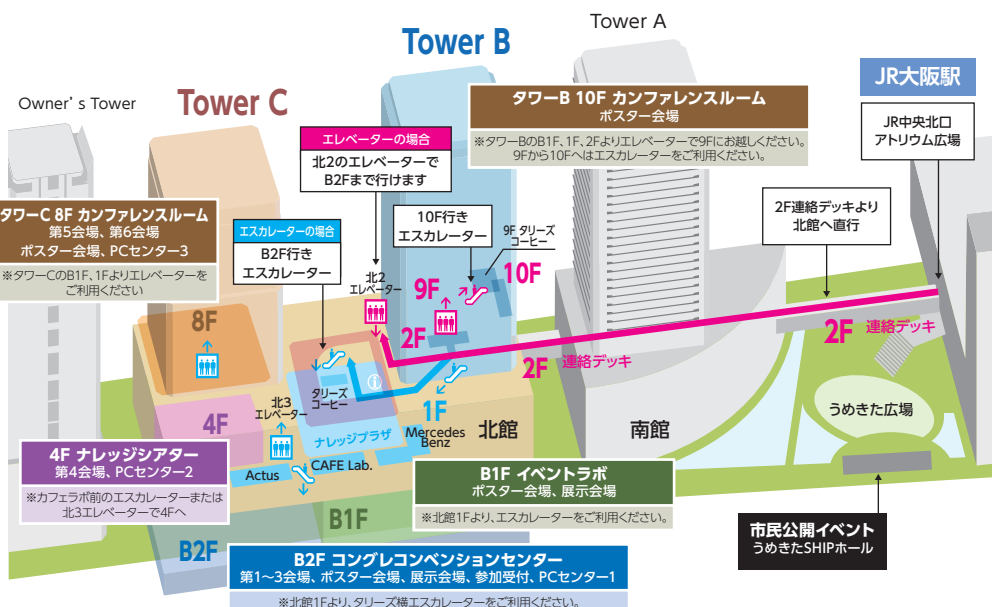 Tower A
Tower B
JR大阪駅
Owner's Tower
Tower C
タワーB 10F カンファレンスルーム
ポスター会場
※タワーBのB1F、1F、2Fよりエレベーターで9Fにお越しください。
9Fから10Fへはエスカレーターをご利用ください。
JR中央北口
アトリウム広場
エレベーターの場合
北2のエレベーターで
B2Fまで行けます
タワーC 8F カンファレンスルーム
第5会場、第6会場
ポスター会場、PCセンター3
※タワーCのB1F、1Fよりエレベーターを
ご利用ください
エスカレーターの場合
B2F行き
エスカレーター
10F行き
エスカレーター
9F タリーズ
コーヒー
2F連絡デッキより
北館へ直行
北2
エレベーター
9F
10F
8F
2F
2F 連絡デッキ
2F 連絡デッキ
タリーズ
コーヒー
1F
北3
エレベーター
4F
ナレッジプラザ
Mercedes
Benz
北館
南館
うめきた広場
4F ナレッジシアター
第4会場、PCセンター2
※カフェラボ前のエスカレーターまたは
北3エレベーターで4Fへ
Actus
CAFE Lab.
B1F イベントラボ
ポスター会場、展示会場
※北館1Fより、エスカレーターをご利用ください。
B1F
市民公開イベント
うめきたSHIPホール
B2F
B2F コングレコンベンションセンター
第1~3会場、ポスター会場、展示会場、参加受付、PCセンター1
※北館1Fより、タリーズ横エスカレーターをご利用ください。